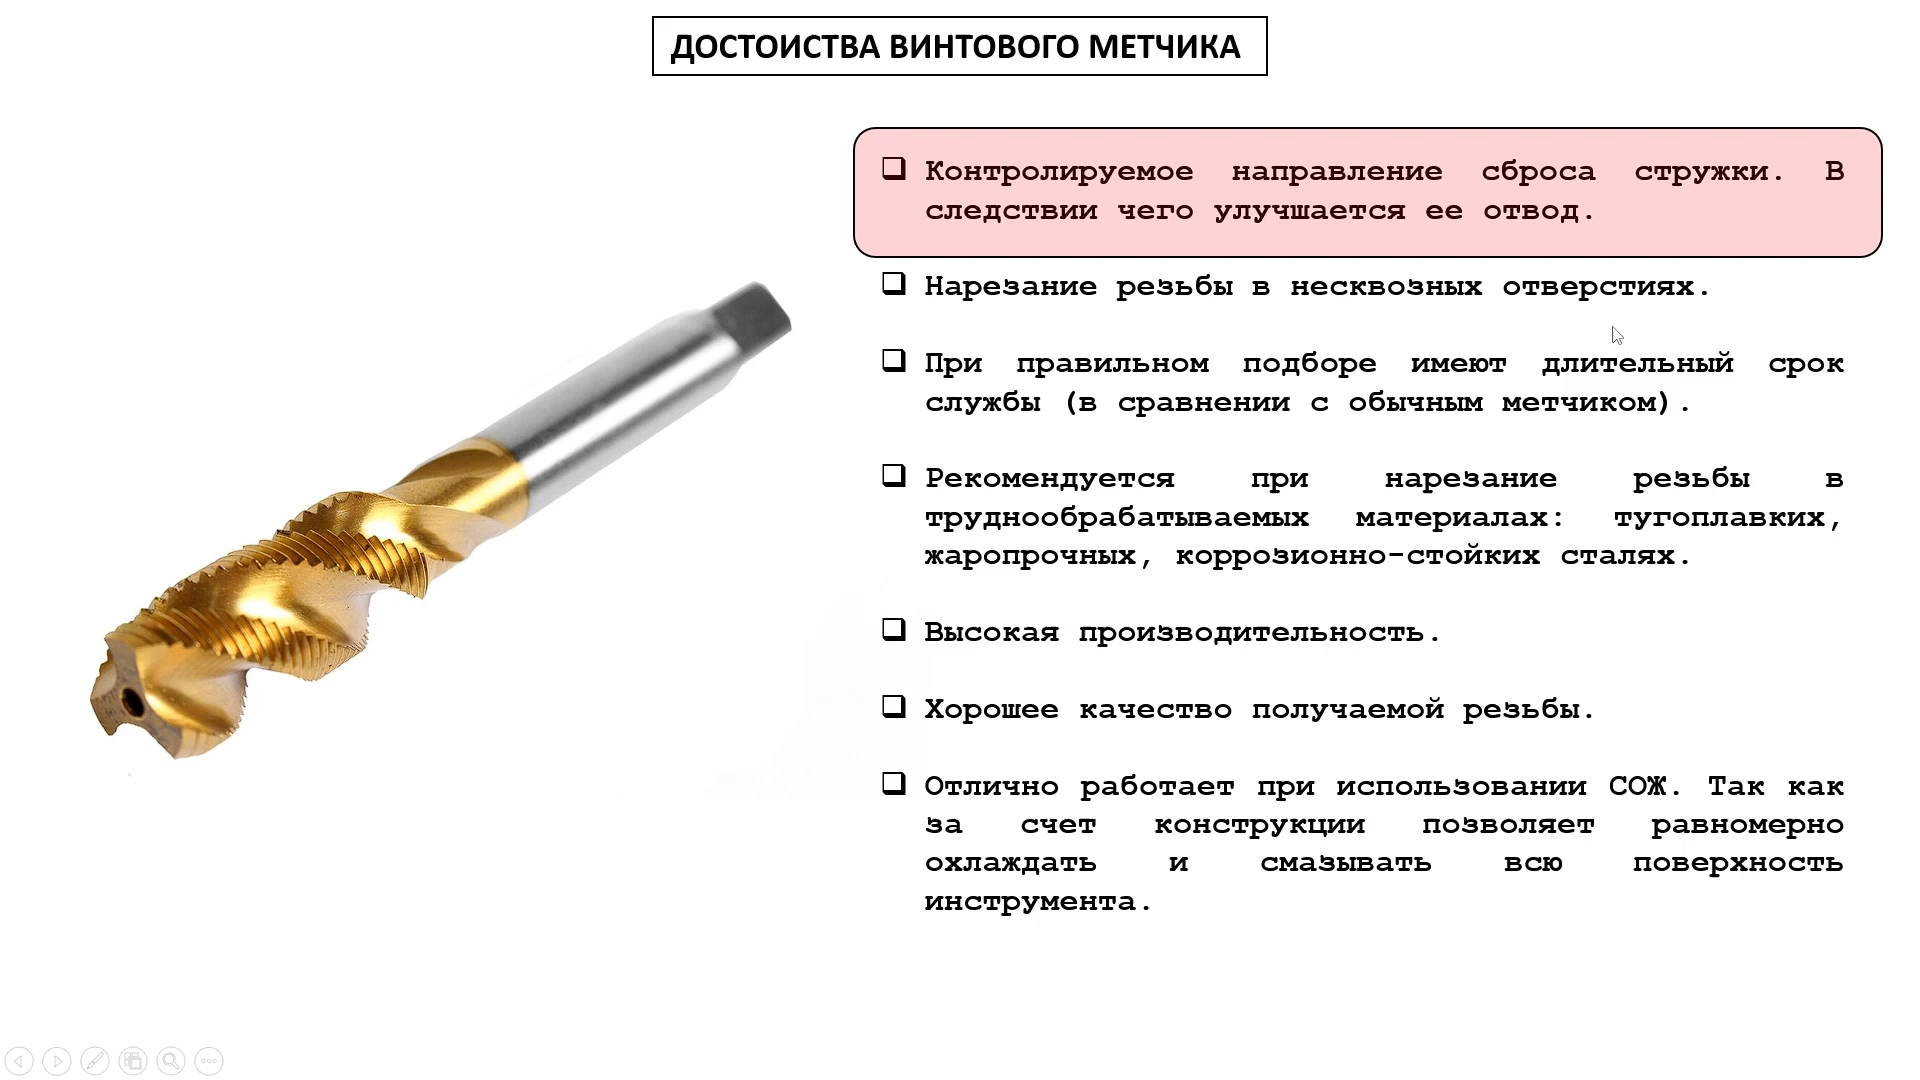 ДОСТОИСТВА ВИНТОВОГО МЕТЧИКА
Контролируемое направление сброса стружки. В
следствии чего улучшается ее отвод.
Нарезание резьбы в несквозных отверстиях.
При правильном подборе имеют длительный срок
службы (в сравнении с обычным метчиком).
Рекомендуется при нарезание резьбы в
труднообрабатываемых материалах: тугоплавких,
жаропрочных, коррозионно-стойких сталях.
Высокая производительность.
Хорошее качество получаемой резьбы.
Отлично работает при использовании СОЖ. Так как
за счет конструкции позволяет равномерно
охлаждать и смазывать всю поверхность
инструмента.